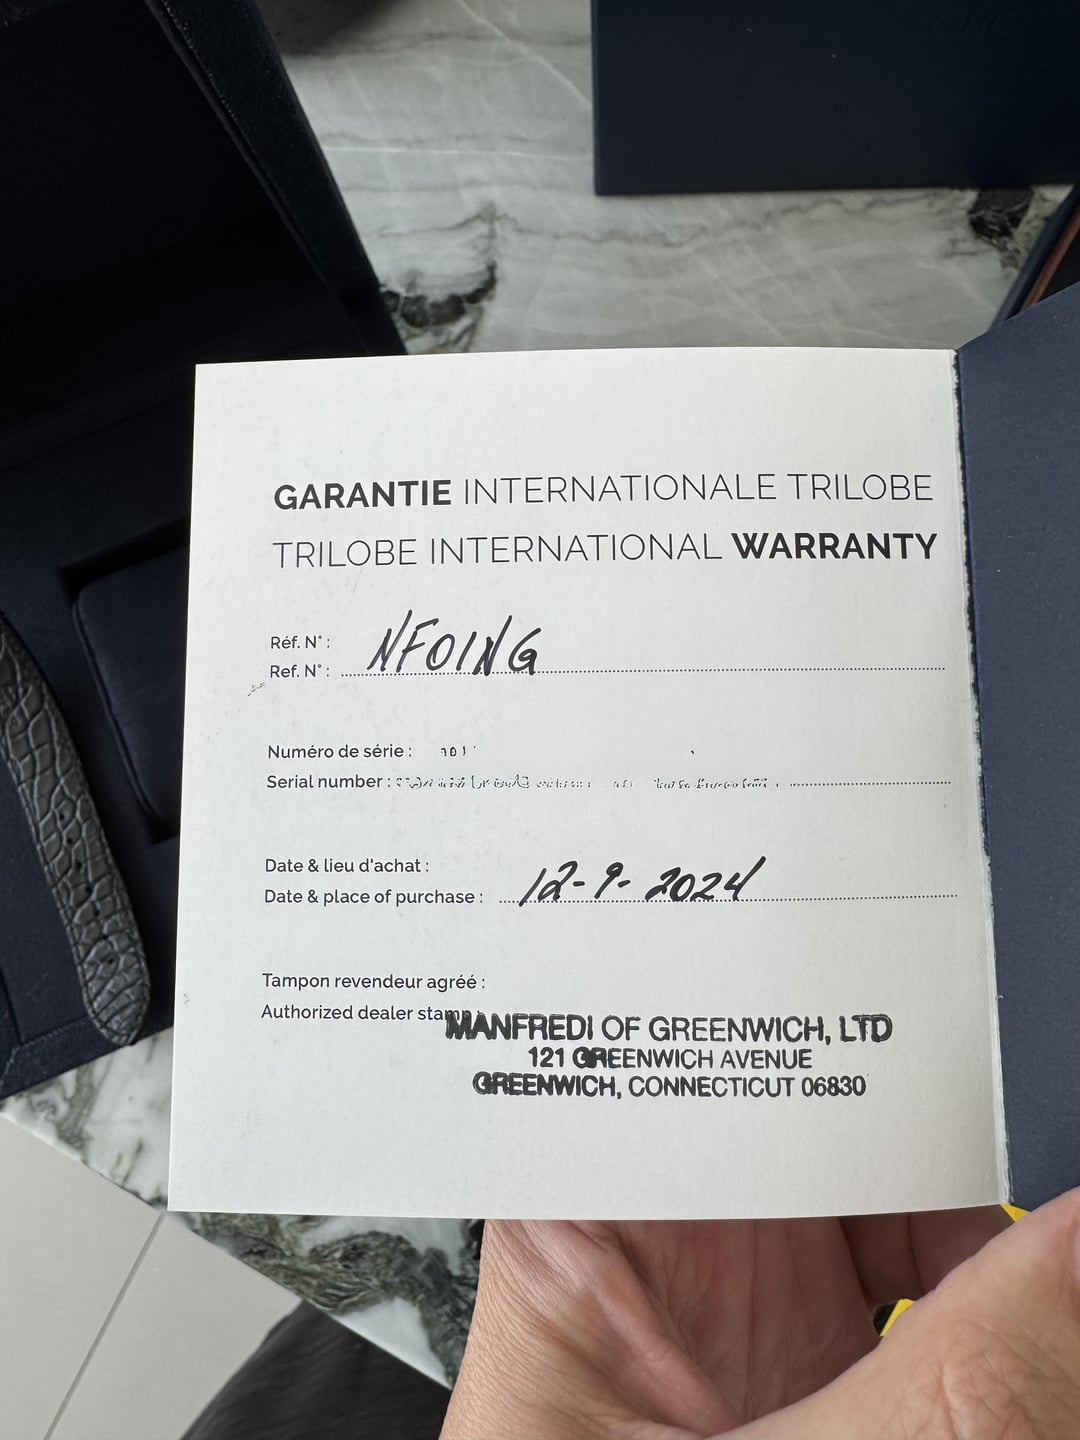 GARANTIE INTERNATIONALE TRILOBE
TRILOBE INTERNATIONAL WARRANTY
Réf. N° :
Ref. N° : NF01NG
Numéro de série :
Serial number :
Date & lieu d'achat :
Date & place of purchase : 12-9-2024
Tampon revendeur agréé :
Authorized dealer stamp :
MANFREDI OF GREENWICH, LTD
121 GREENWICH AVENUE
GREENWICH, CONNECTICUT 06830